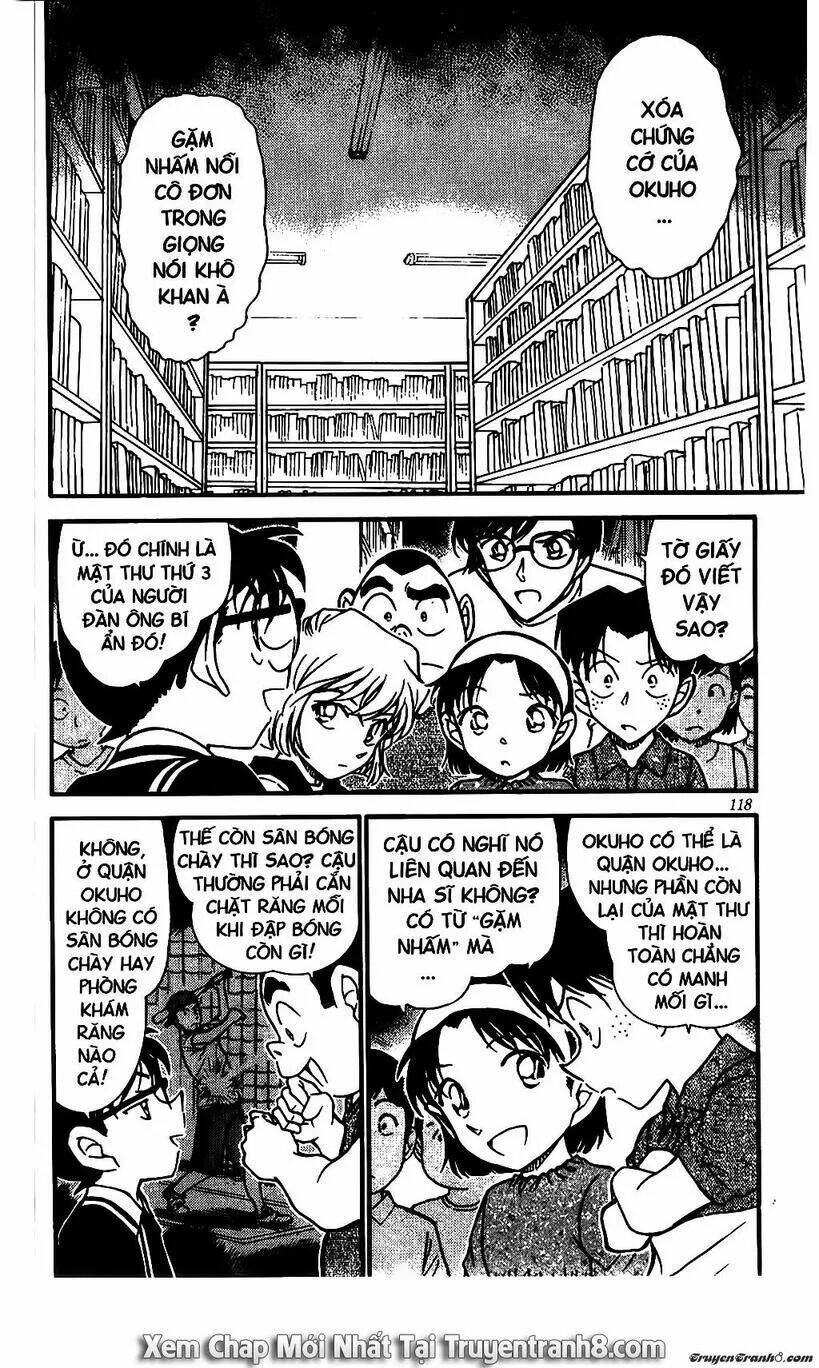 XÓA
CHỨNG
CỚ CỦA
OKUHO
...
GẶM
NHẤM NỖI
CÔ ĐƠN
TRONG
GIỌNG
NÓI KHÔ
KHAN À
?
TỜ GIẤY
ĐÓ VIẾT
VẬY
SAO?
Ừ... ĐÓ CHÍNH LÀ
MẬT THƯ THỨ 3
CỦA NGƯỜI
ĐÀN ÔNG BÍ
ẨN ĐÓ!
118
OKUHO CÓ THỂ LÀ
QUẬN OKUHO...
NHƯNG PHẦN CÒN
LẠI CỦA MẬT THƯ
THÌ HOÀN
TOÀN CHẲNG
CÓ MANH
MỐI GÌ...
CẬU CÓ NGHĨ NÓ
LIÊN QUAN ĐẾN
NHA SĨ KHÔNG?
CÓ TỪ "GẶM
NHẤM" MÀ
...
THẾ CÒN SÂN BÓNG
CHÀY THÌ SAO? CẬU
THƯỜNG PHẢI CẮN
CHẶT RĂNG MỖI
KHI ĐẬP BÓNG
CÒN GÌ!
KHÔNG,
Ở QUẬN
OKUHO
KHÔNG CÓ
SÂN BÓNG
CHÀY HAY
PHÒNG
KHÁM
RĂNG
NÀO
CẢ!
Xem Chap Mới Nhất Tại Truyentranh8.com
TruyenTranh8.com